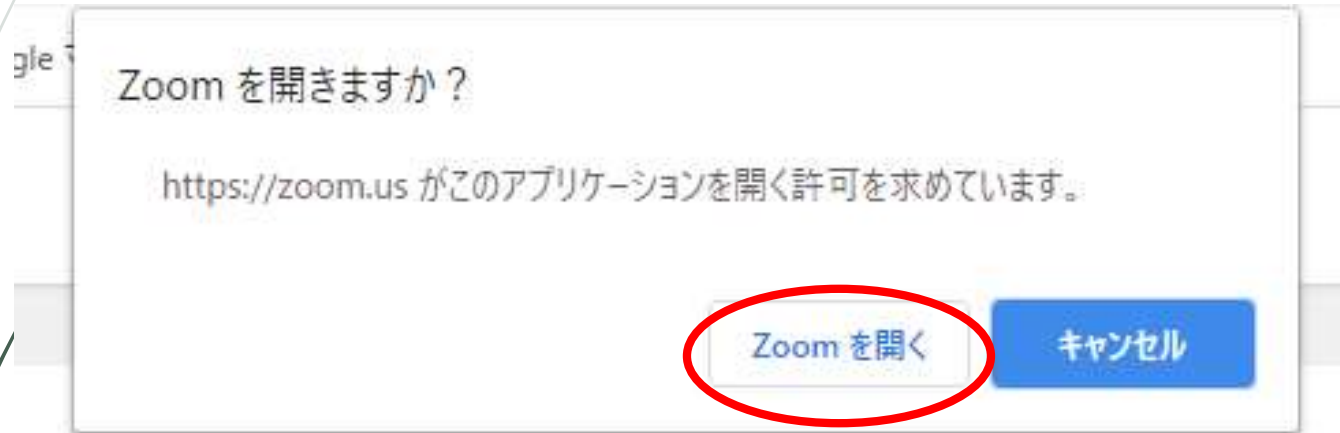 gle マ
Zoom を開きますか？
https://zoom.us がこのアプリケーションを開く許可を求めています。
Zoom を開く
キャンセル